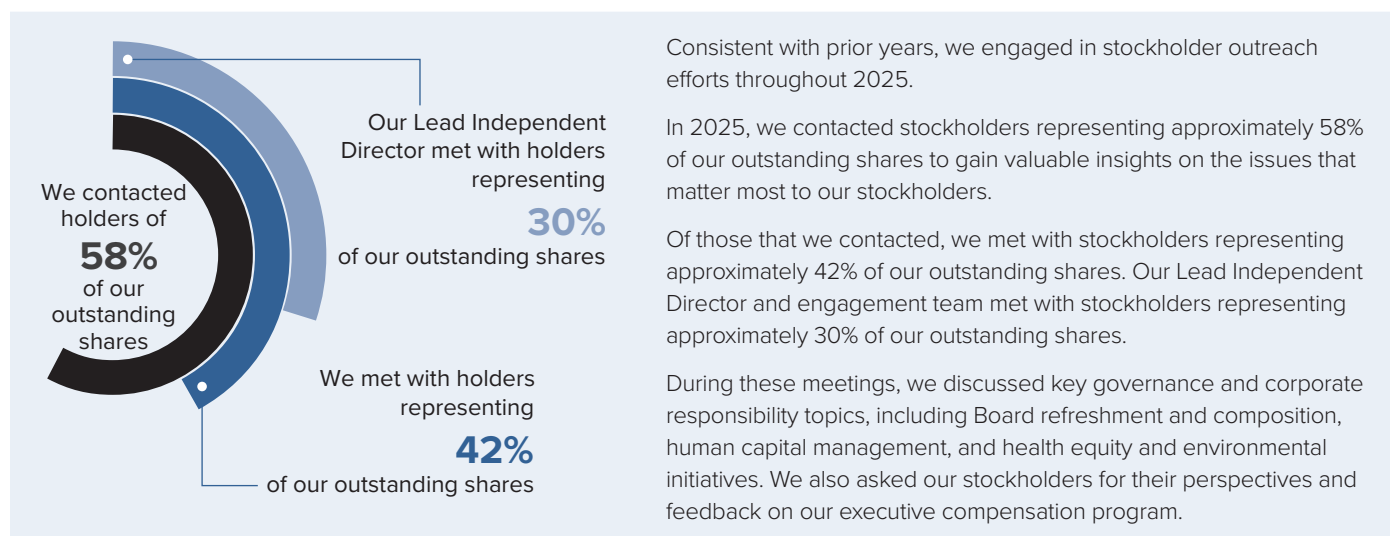 We contacted
holders of
58%
of our
outstanding
shares
Our Lead Independent
Director met with holders
representing
30%
of our outstanding shares
We met with holders
representing
42%
of our outstanding shares
Consistent with prior years, we engaged in stockholder outreach
efforts throughout 2025.
In 2025, we contacted stockholders representing approximately 58%
of our outstanding shares to gain valuable insights on the issues that
matter most to our stockholders.
Of those that we contacted, we met with stockholders representing
approximately 42% of our outstanding shares. Our Lead Independent
Director and engagement team met with stockholders representing
approximately 30% of our outstanding shares.
During these meetings, we discussed key governance and corporate
responsibility topics, including Board refreshment and composition,
human capital management, and health equity and environmental
initiatives. We also asked our stockholders for their perspectives and
feedback on our executive compensation program.